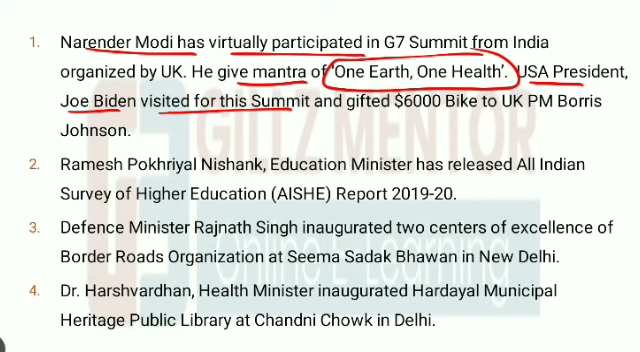 1. Narender Modi has virtually participated in G7 Summit from India
organized by UK. He give mantra of 'One Earth, One Health'. USA President,
Joe Biden visited for this Summit and gifted $6000 Bike to UK PM Borris
Johnson.
2. Ramesh Pokhriyal Nishank, Education Minister has released All Indian
Survey of Higher Education (AISHE) Report 2019-20.
3. Defence Minister Rajnath Singh inaugurated two centers of excellence of
Border Roads Organization at Seema Sadak Bhawan in New Delhi.
4. Dr. Harshvardhan, Health Minister inaugurated Hardayal Municipal
Heritage Public Library at Chandni Chowk in Delhi.
GILLZ MENTOR
Online E-Learning